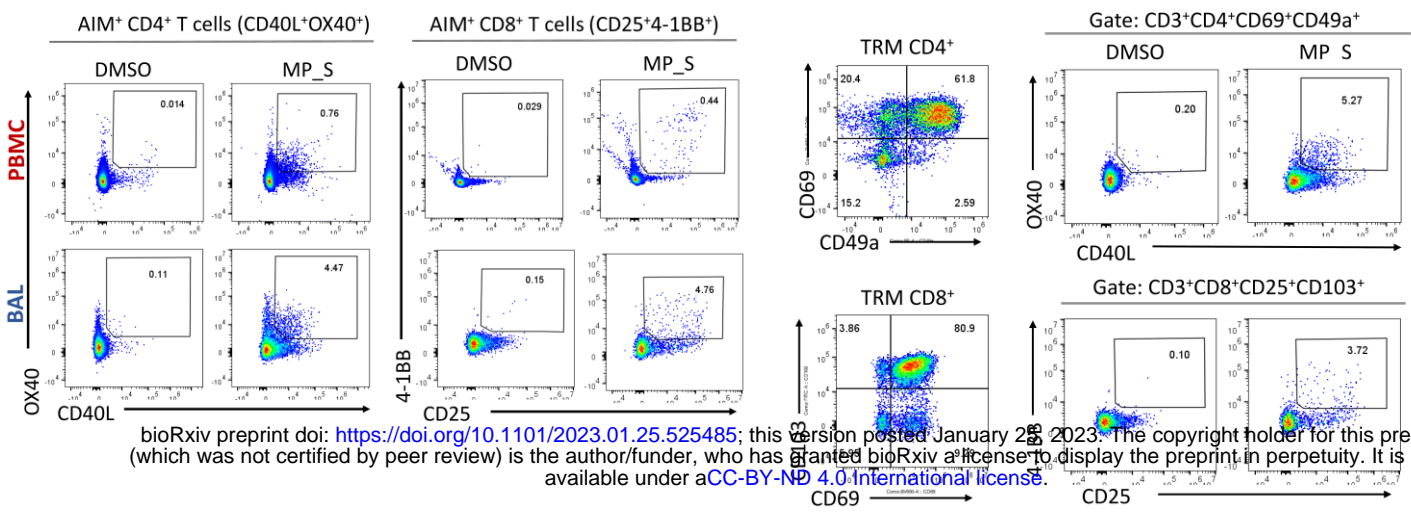 AIM⁺ CD4⁺ T cells (CD40L⁺OX40⁺)
AIM⁺ CD8⁺ T cells (CD25⁺4-1BB⁺)
DMSO
MP_S
DMSO
MP_S
PBMC
0.014
0.76
0.029
0.44
BAL
0.11
4.47
0.15
4.76
OX40
CD40L
4-1BB
CD25
TRM CD4⁺
20.4
61.8
15.2
2.59
CD69
CD49a
Gate: CD3⁺CD4⁺CD69⁺CD49a⁺
DMSO
MP S
0.20
5.27
OX40
CD40L
TRM CD8⁺
3.86
80.9
CD69
Gate: CD3⁺CD8⁺CD25⁺CD103⁺
0.10
3.72
4-1BB
CD25
bioRxiv preprint doi: https://doi.org/10.1101/2023.01.25.525485; this version posted January 2 2023. The copyright holder for this pre
(which was not certified by peer review) is the author/funder, who has granted bioRxiv a license to display the preprint in perpetuity. It is
available under aCC-BY-ND 4.0 International license.